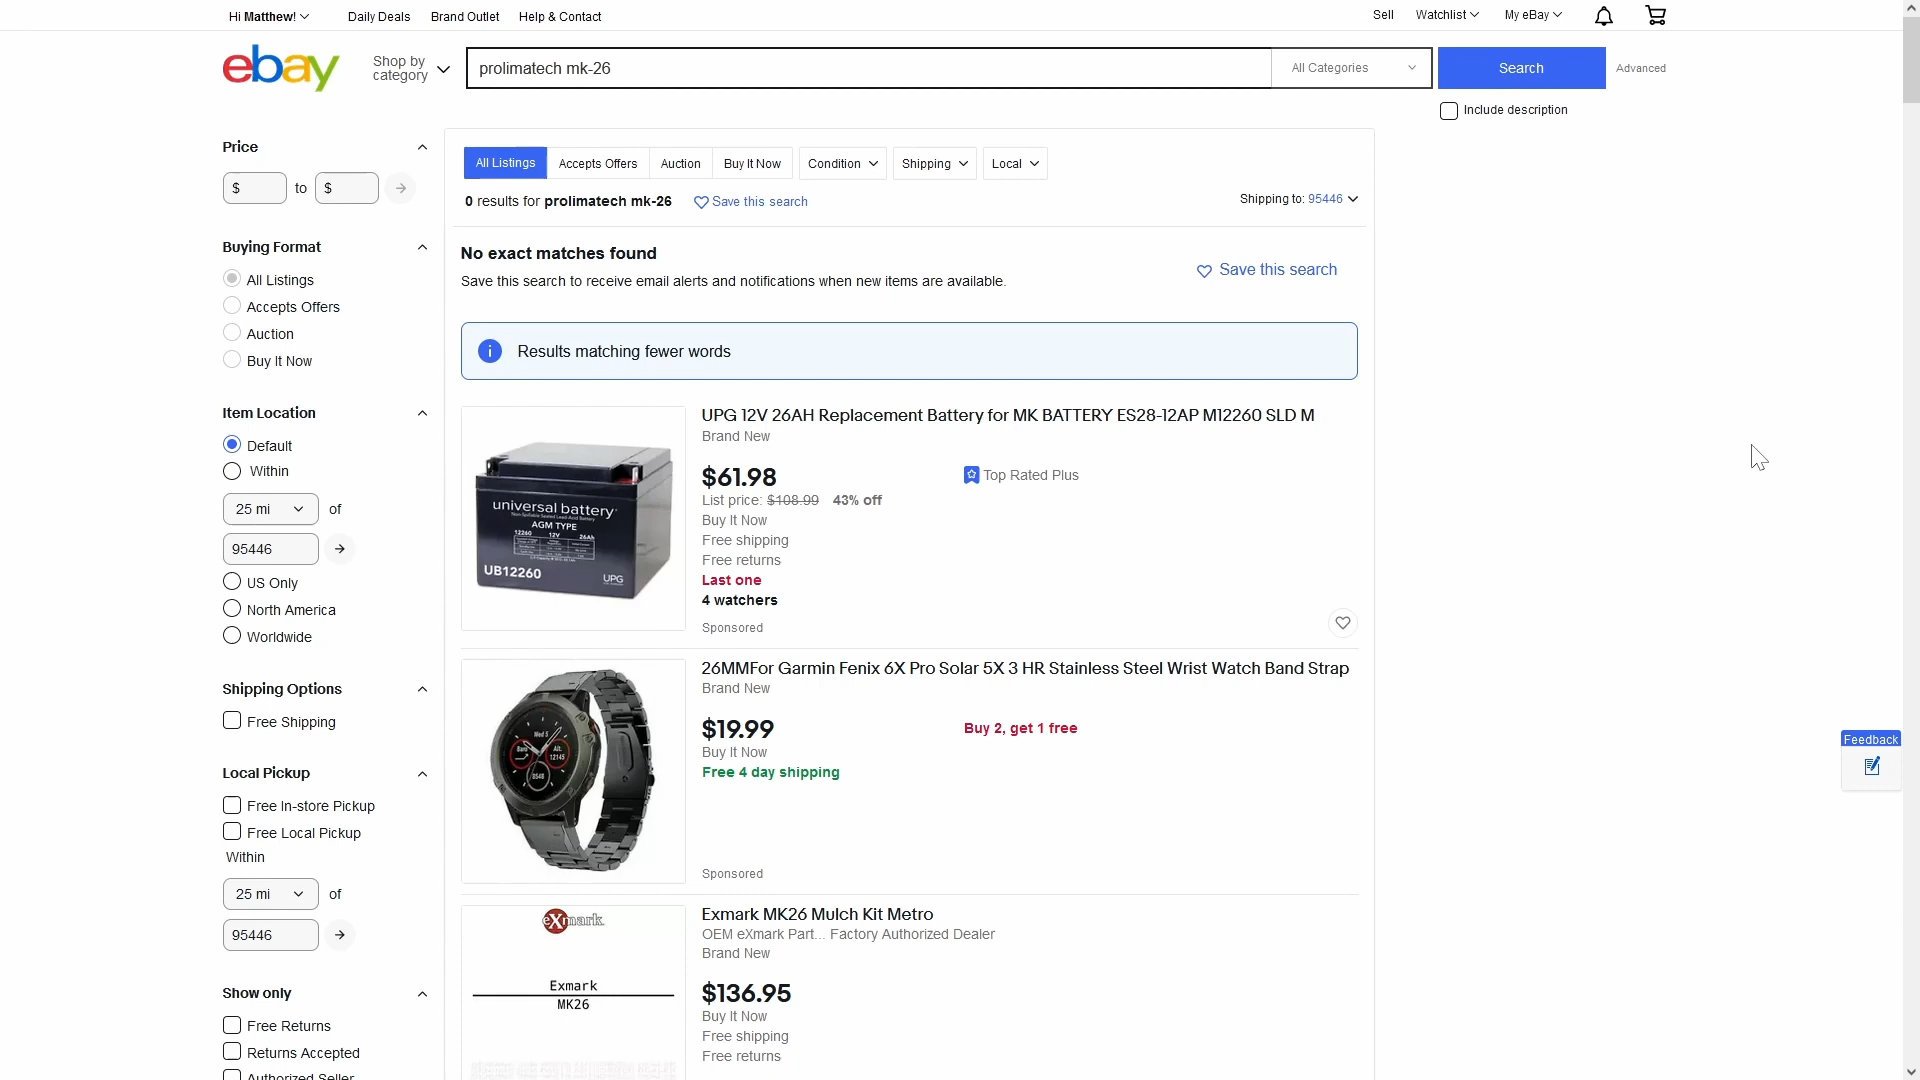 Hi Matthew!
Daily Deals
Brand Outlet
Help & Contact
Sell
Watchlist
My eBay
ebay
Shop by
category
prolimatech mk-26
All Categories
Search
Advanced
Include description
Price
$ to $
Buying Format
All Listings
Accepts Offers
Auction
Buy It Now
Item Location
Default
Within
25 mi of
95446
US Only
North America
Worldwide
Shipping Options
Free Shipping
Local Pickup
Free In-store Pickup
Free Local Pickup
Within
25 mi of
95446
Show only
Free Returns
Returns Accepted
Authorized Seller
All Listings
Accepts Offers
Auction
Buy It Now
Condition
Shipping
Local
0 results for prolimatech mk-26
Save this search
Shipping to: 95446
No exact matches found
Save this search to receive email alerts and notifications when new items are available.
Save this search
Results matching fewer words
universal battery
AGM TYPE
12260 12V 26Ah
UB12260
UPG
UPG 12V 26AH Replacement Battery for MK BATTERY ES28-12AP M12260 SLD M
Brand New
$61.98
Top Rated Plus
List price: $108.99 43% off
Buy It Now
Free shipping
Free returns
Last one
4 watchers
Sponsored
26MMFor Garmin Fenix 6X Pro Solar 5X 3 HR Stainless Steel Wrist Watch Band Strap
Brand New
$19.99
Buy 2, get 1 free
Buy It Now
Free 4 day shipping
Sponsored
eXmark
Exmark
MK26
Exmark MK26 Mulch Kit Metro
OEM eXmark Part... Factory Authorized Dealer
Brand New
$136.95
Buy It Now
Free shipping
Free returns
Feedback